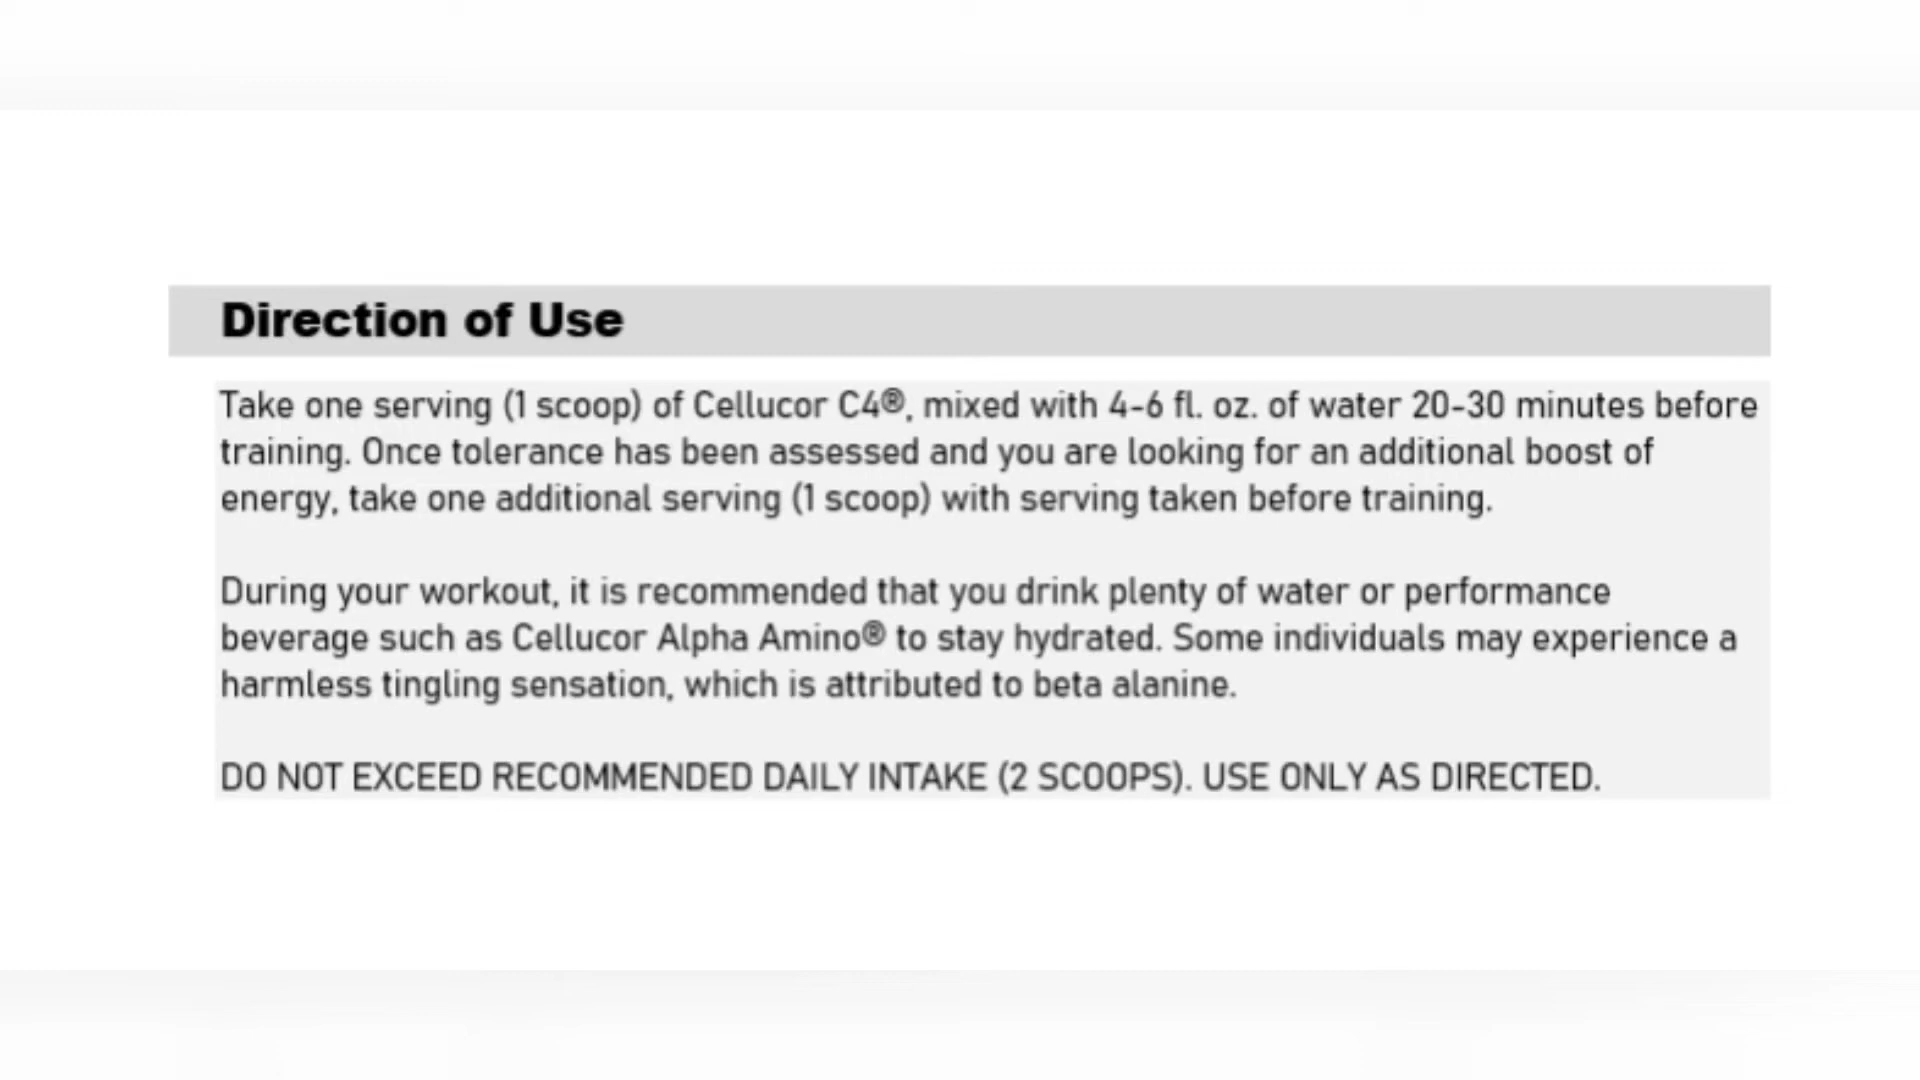 Direction of Use
Take one serving (1 scoop) of Cellucor C4®, mixed with 4-6 fl. oz. of water 20-30 minutes before
training. Once tolerance has been assessed and you are looking for an additional boost of
energy, take one additional serving (1 scoop) with serving taken before training.
During your workout, it is recommended that you drink plenty of water or performance
beverage such as Cellucor Alpha Amino® to stay hydrated. Some individuals may experience a
harmless tingling sensation, which is attributed to beta alanine.
DO NOT EXCEED RECOMMENDED DAILY INTAKE (2 SCOOPS). USE ONLY AS DIRECTED.